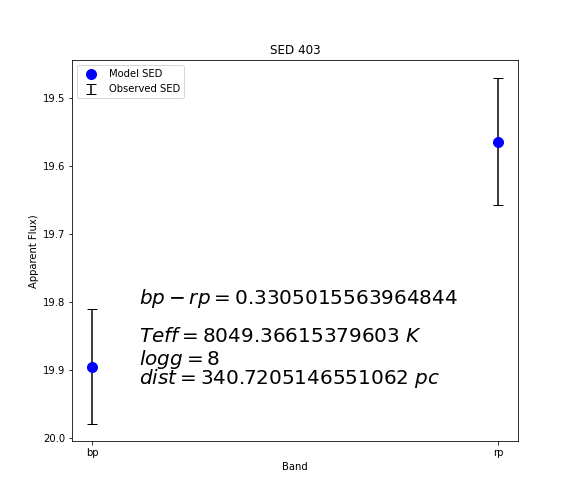 SED 403
Model SED
Observed SED
19.5
19.6
19.7
19.8
19.9
20.0
Apparent Flux)
bp − rp = 0.3305015563964844
Teff = 8049.36615379603 K
logg = 8
dist = 340.7205146551062 pc
bp
rp
Band